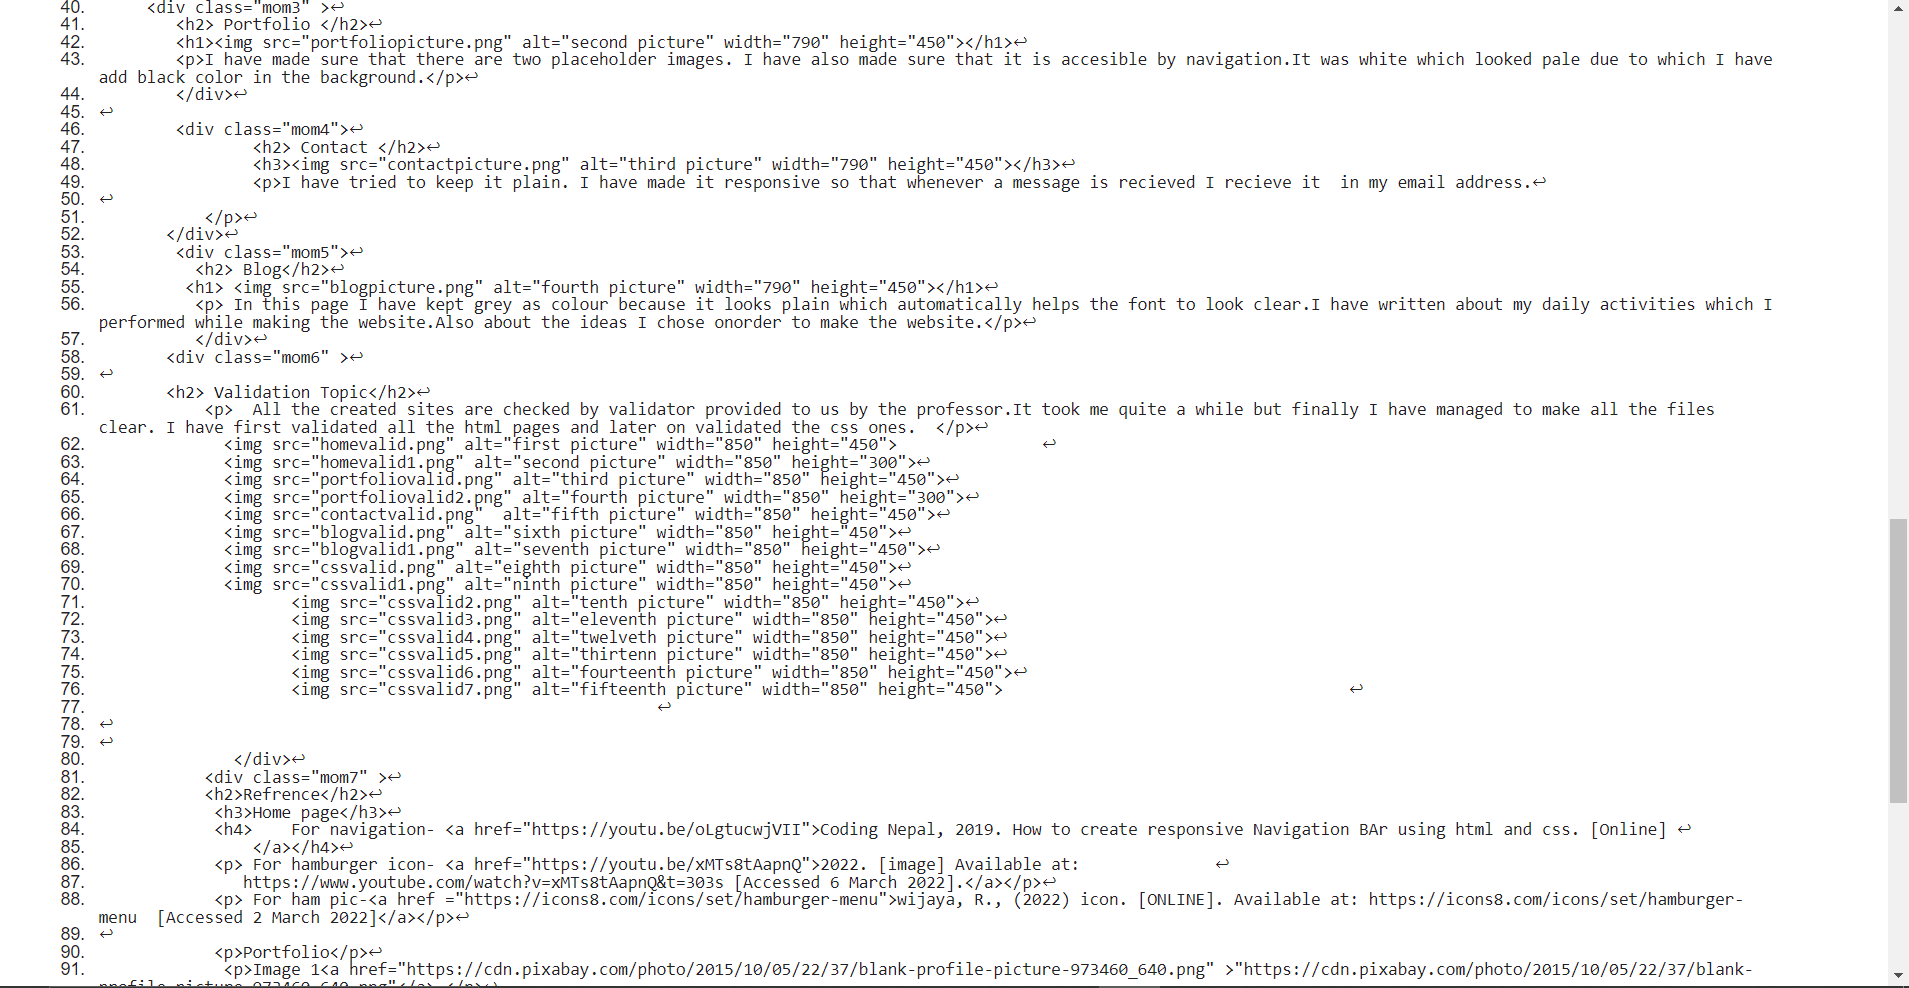 40. <div class="mom3" >↩
41. <h2> Portfolio </h2>↩
42. <h1><img src="portfoliopicture.png" alt="second picture" width="790" height="450"></h1>↩
43. <p>I have made sure that there are two placeholder images. I have also made sure that it is accesible by navigation.It was white which looked pale due to which I have
add black color in the background.</p>↩
44. </div>↩
45. ↩
46. <div class="mom4">↩
47. <h2> Contact </h2>↩
48. <h3><img src="contactpicture.png" alt="third picture" width="790" height="450"></h3>↩
49. <p>I have tried to keep it plain. I have made it responsive so that whenever a message is recieved I recieve it  in my email address.↩
50. ↩
51. </p>↩
52. </div>↩
53. <div class="mom5">↩
54. <h2> Blog</h2>↩
55. <h1> <img src="blogpicture.png" alt="fourth picture" width="790" height="450"></h1>↩
56. <p> In this page I have kept grey as colour because it looks plain which automatically helps the font to look clear.I have written about my daily activities which I
performed while making the website.Also about the ideas I chose onorder to make the website.</p>↩
57. </div>↩
58. <div class="mom6" >↩
59. ↩
60. <h2> Validation Topic</h2>↩
61. <p>  All the created sites are checked by validator provided to us by the professor.It took me quite a while but finally I have managed to make all the files
clear. I have first validated all the html pages and later on validated the css ones.  </p>↩
62. <img src="homevalid.png" alt="first picture" width="850" height="450"> ↩
63. <img src="homevalid1.png" alt="second picture" width="850" height="300">↩
64. <img src="portfoliovalid.png" alt="third picture" width="850" height="450">↩
65. <img src="portfoliovalid2.png" alt="fourth picture" width="850" height="300">↩
66. <img src="contactvalid.png"  alt="fifth picture" width="850" height="450">↩
67. <img src="blogvalid.png" alt="sixth picture" width="850" height="450">↩
68. <img src="blogvalid1.png" alt="seventh picture" width="850" height="450">↩
69. <img src="cssvalid.png" alt="eighth picture" width="850" height="450">↩
70. <img src="cssvalid1.png" alt="ninth picture" width="850" height="450">↩
71. <img src="cssvalid2.png" alt="tenth picture" width="850" height="450">↩
72. <img src="cssvalid3.png" alt="eleventh picture" width="850" height="450">↩
73. <img src="cssvalid4.png" alt="twelveth picture" width="850" height="450">↩
74. <img src="cssvalid5.png" alt="thirtenn picture" width="850" height="450">↩
75. <img src="cssvalid6.png" alt="fourteenth picture" width="850" height="450">↩
76. <img src="cssvalid7.png" alt="fifteenth picture" width="850" height="450"> ↩
77. ↩
78. ↩
79. ↩
80. </div>↩
81. <div class="mom7" >↩
82. <h2>Refrence</h2>↩
83. <h3>Home page</h3>↩
84. <h4>    For navigation- <a href="https://youtu.be/oLgtucwjVII">Coding Nepal, 2019. How to create responsive Navigation BAr using html and css. [Online] ↩
85. </a></h4>↩
86. <p> For hamburger icon- <a href="https://youtu.be/xMTs8tAapnQ">2022. [image] Available at: ↩
87. https://www.youtube.com/watch?v=xMTs8tAapnQ&t=303s [Accessed 6 March 2022].</a></p>↩
88. <p> For ham pic-<a href ="https://icons8.com/icons/set/hamburger-menu">wijaya, R., (2022) icon. [ONLINE]. Available at: https://icons8.com/icons/set/hamburger-
menu  [Accessed 2 March 2022]</a></p>↩
89. ↩
90. <p>Portfolio</p>↩
91. <p>Image 1<a href="https://cdn.pixabay.com/photo/2015/10/05/22/37/blank-profile-picture-973460_640.png" >"https://cdn.pixabay.com/photo/2015/10/05/22/37/blank-
profile-picture-973460_640.png"</a> </p>↩